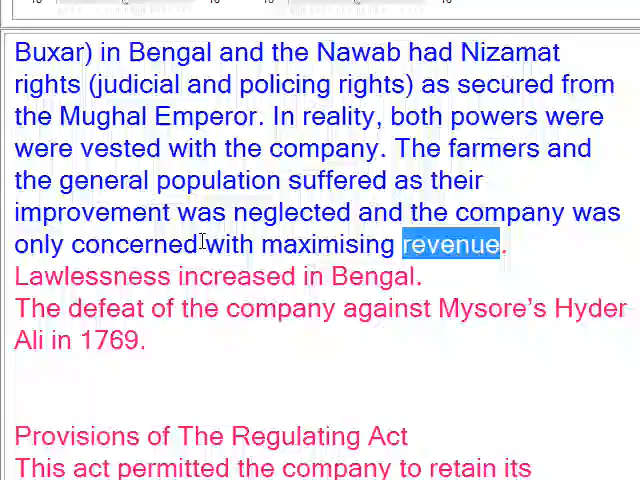 Buxar) in Bengal and the Nawab had Nizamat
rights (judicial and policing rights) as secured from
the Mughal Emperor. In reality, both powers were
were vested with the company. The farmers and
the general population suffered as their
improvement was neglected and the company was
only concerned with maximising revenue.
Lawlessness increased in Bengal.
The defeat of the company against Mysore's Hyder
Ali in 1769.
Provisions of The Regulating Act
This act permitted the company to retain its